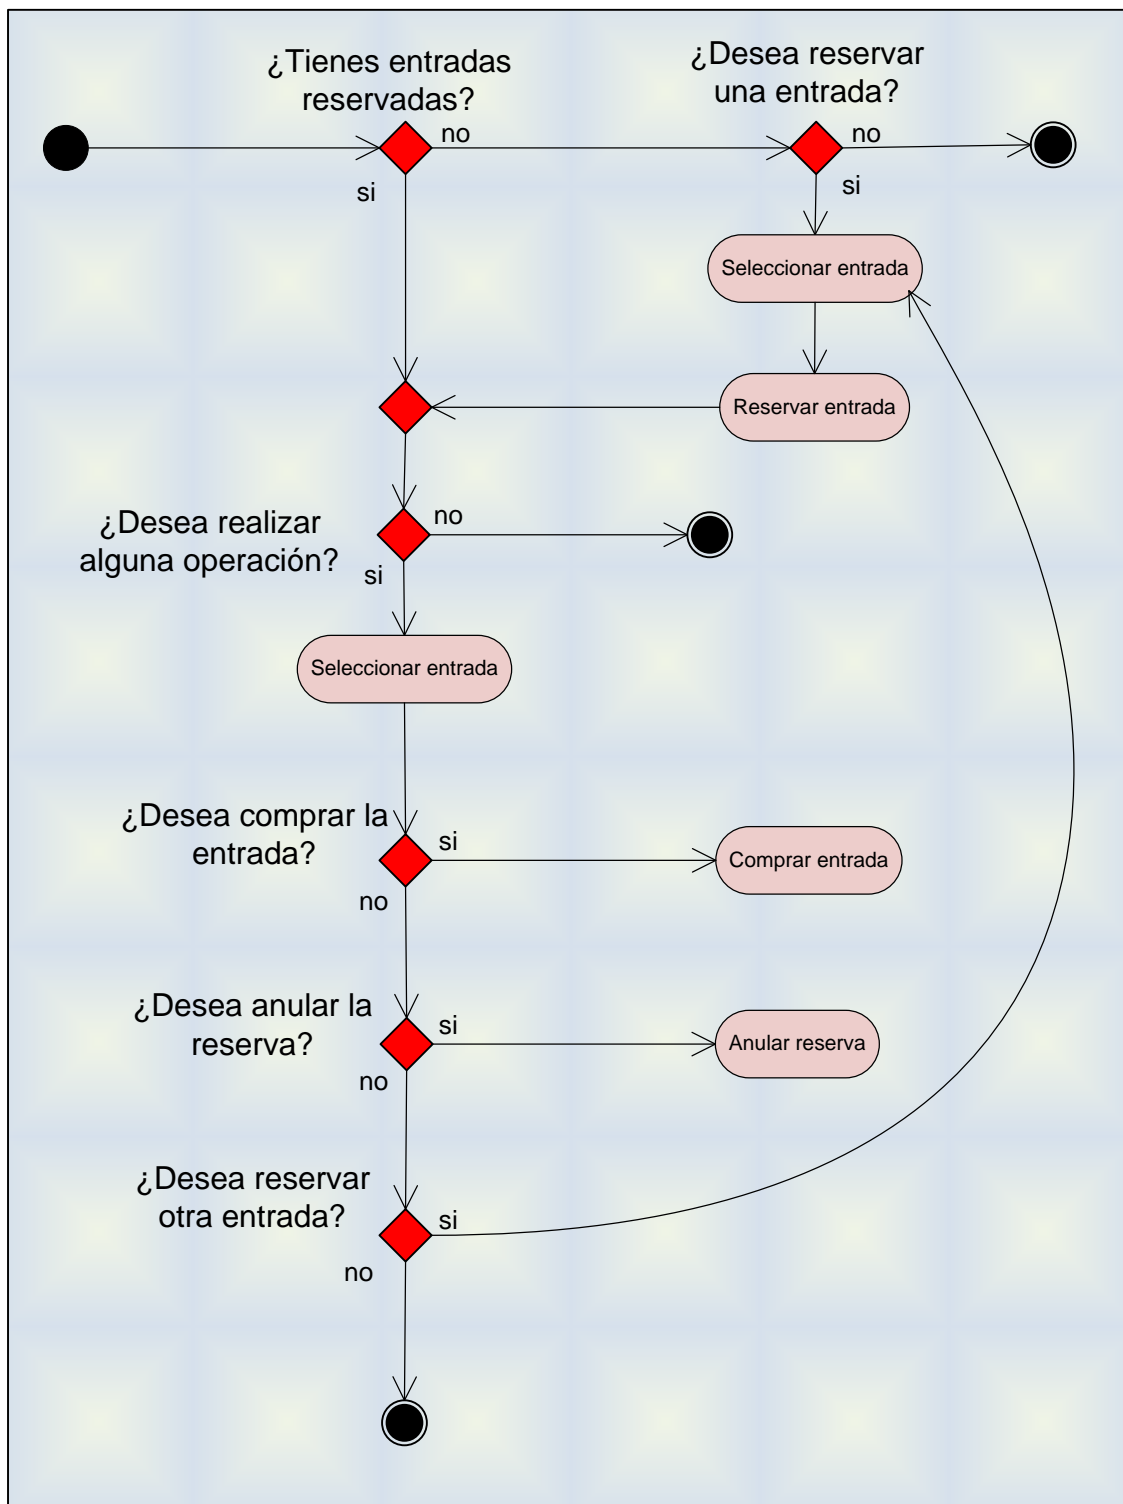 ¿Tienes entradas
reservadas?
¿Desea reservar
una entrada?
no
no
si
si
Seleccionar entrada
Reservar entrada
¿Desea realizar
alguna operación?
no
si
Seleccionar entrada
¿Desea comprar la
entrada?
si
Comprar entrada
no
¿Desea anular la
reserva?
si
Anular reserva
no
¿Desea reservar
otra entrada?
si
no